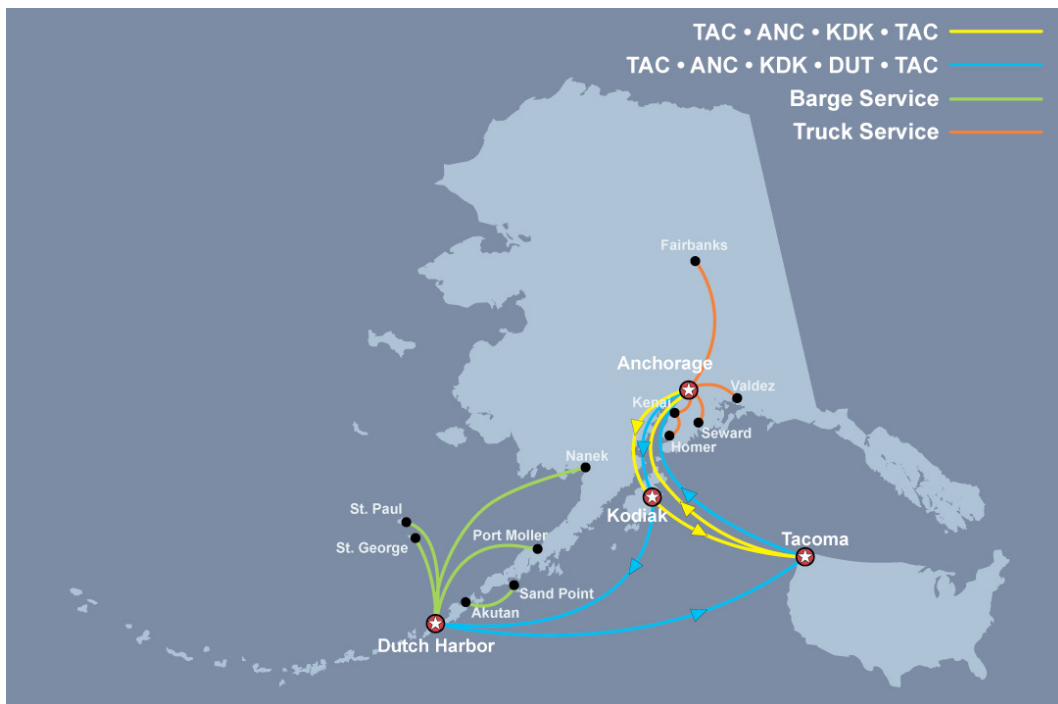 TAC • ANC • KDK • TAC
TAC • ANC • KDK • DUT • TAC
Barge Service
Truck Service
Fairbanks
Anchorage
Valdez
Kenai
Seward
Homer
Nanek
St. Paul
Kodiak
Port Moller
Tacoma
St. George
Sand Point
Akutan
Dutch Harbor